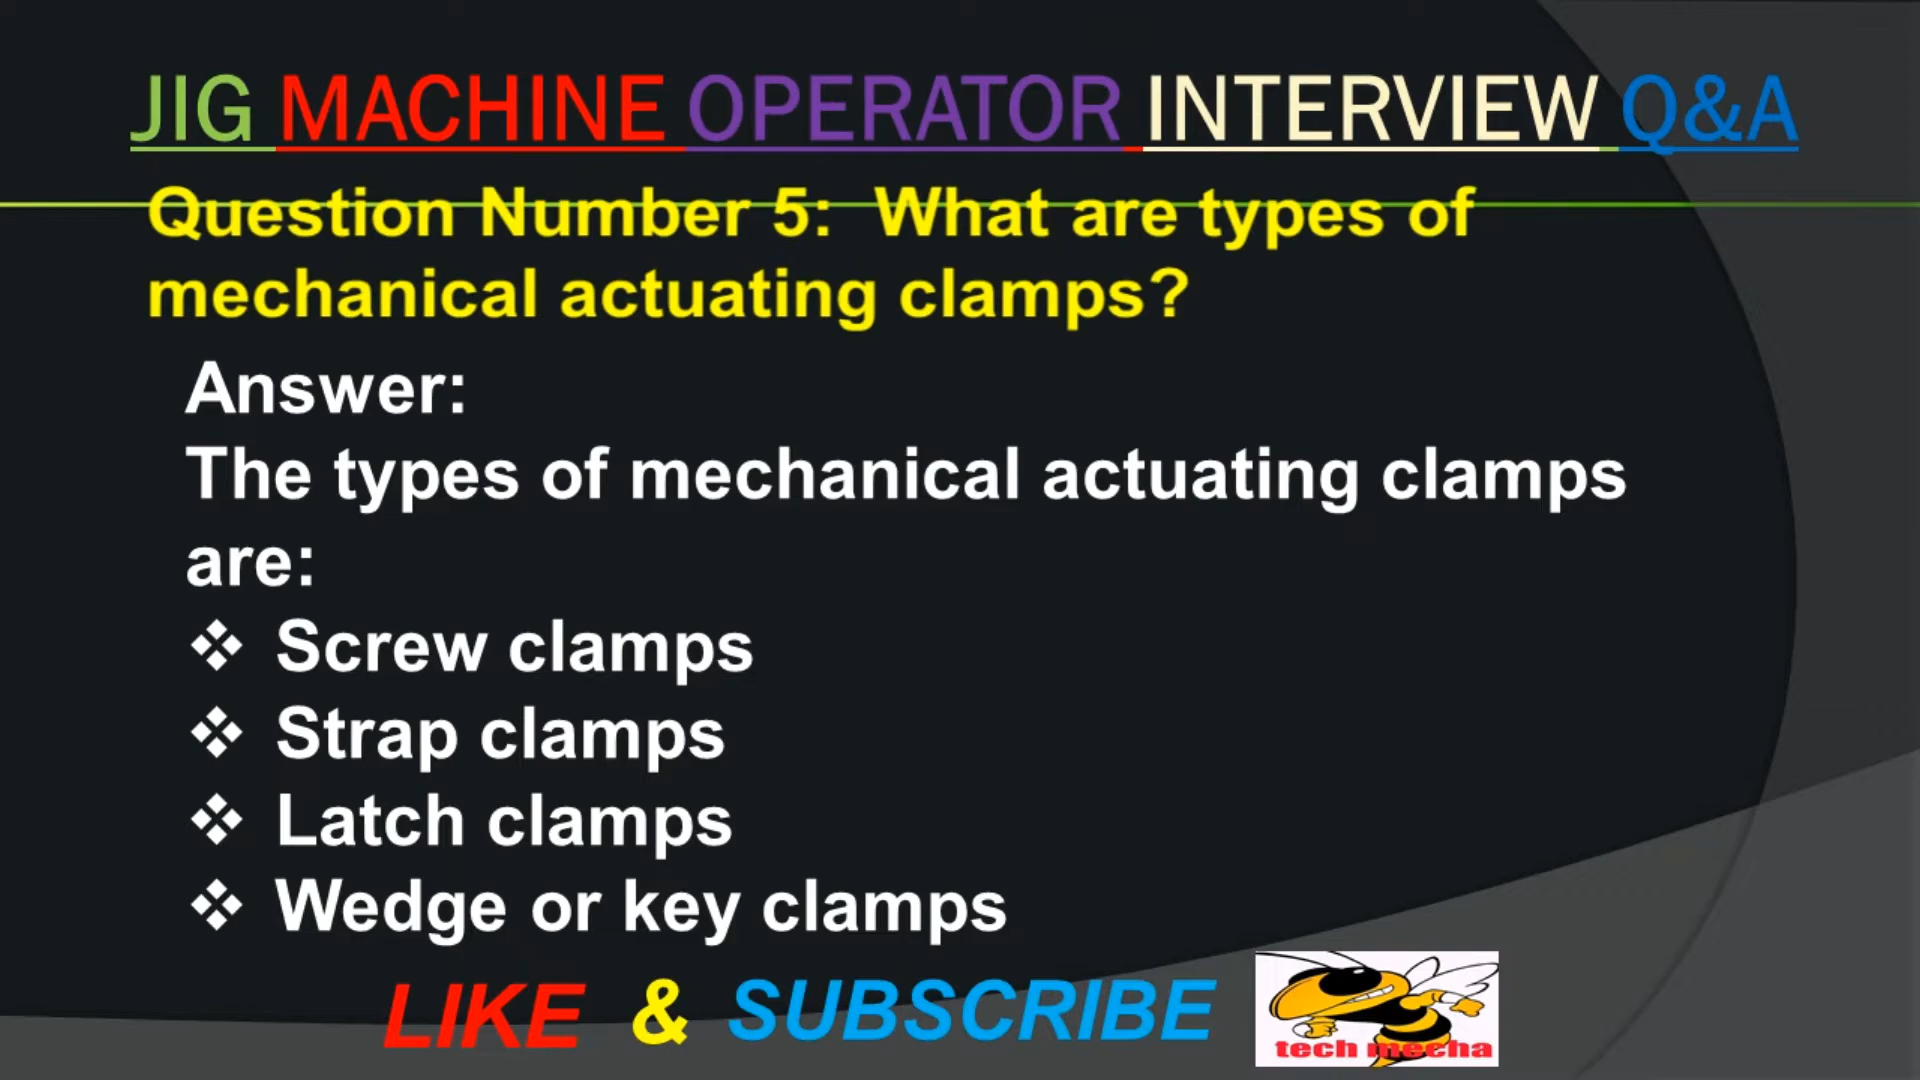 JIG MACHINE OPERATOR INTERVIEW Q&A
Question Number 5: What are types of
mechanical actuating clamps?
Answer:
The types of mechanical actuating clamps
are:
❖ Screw clamps
❖ Strap clamps
❖ Latch clamps
❖ Wedge or key clamps
LIKE & SUBSCRIBE
tech mecha